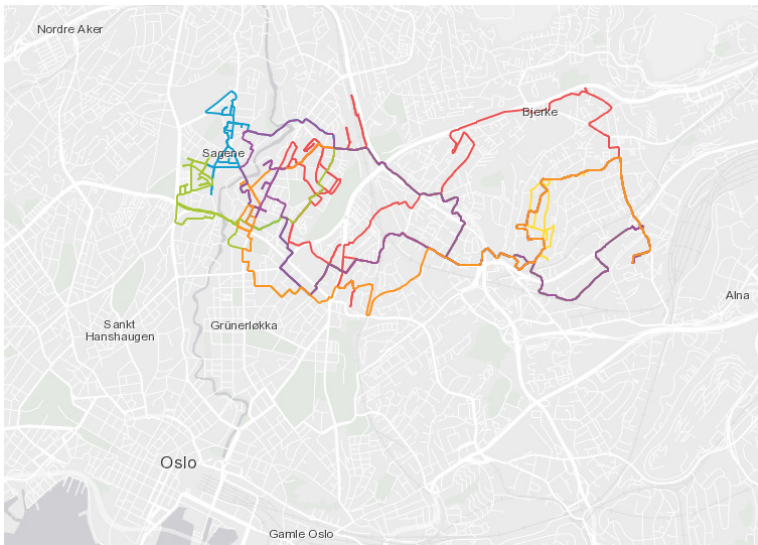 Nordre Aker
Bjerke
Sagene
Alna
Sankt
Hanshaugen
Grünerløkka
Oslo
Gamle Oslo